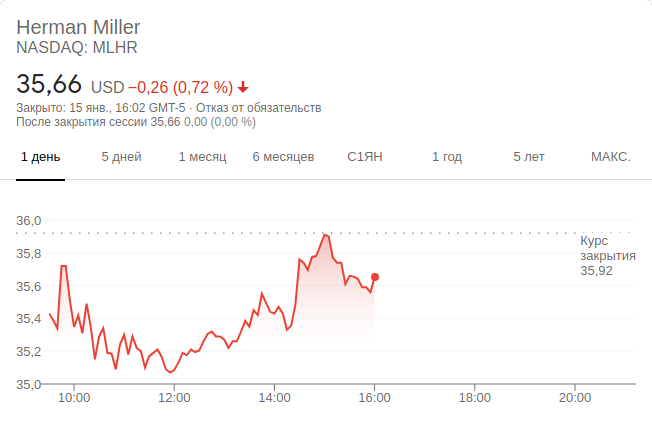 Herman Miller
NASDAQ: MLHR
35,66 USD −0,26 (0,72 %)
Закрыто: 15 янв., 16:02 GMT-5 · Отказ от обязательств
После закрытия сессии 35,66 0,00 (0,00 %)
1 день 5 дней 1 месяц 6 месяцев С1ЯН 1 год 5 лет МАКС.
36,0
Курс
35,8
закрытия
35,92
35,6
35,4
35,2
35,0
10:00 12:00 14:00 16:00 18:00 20:00